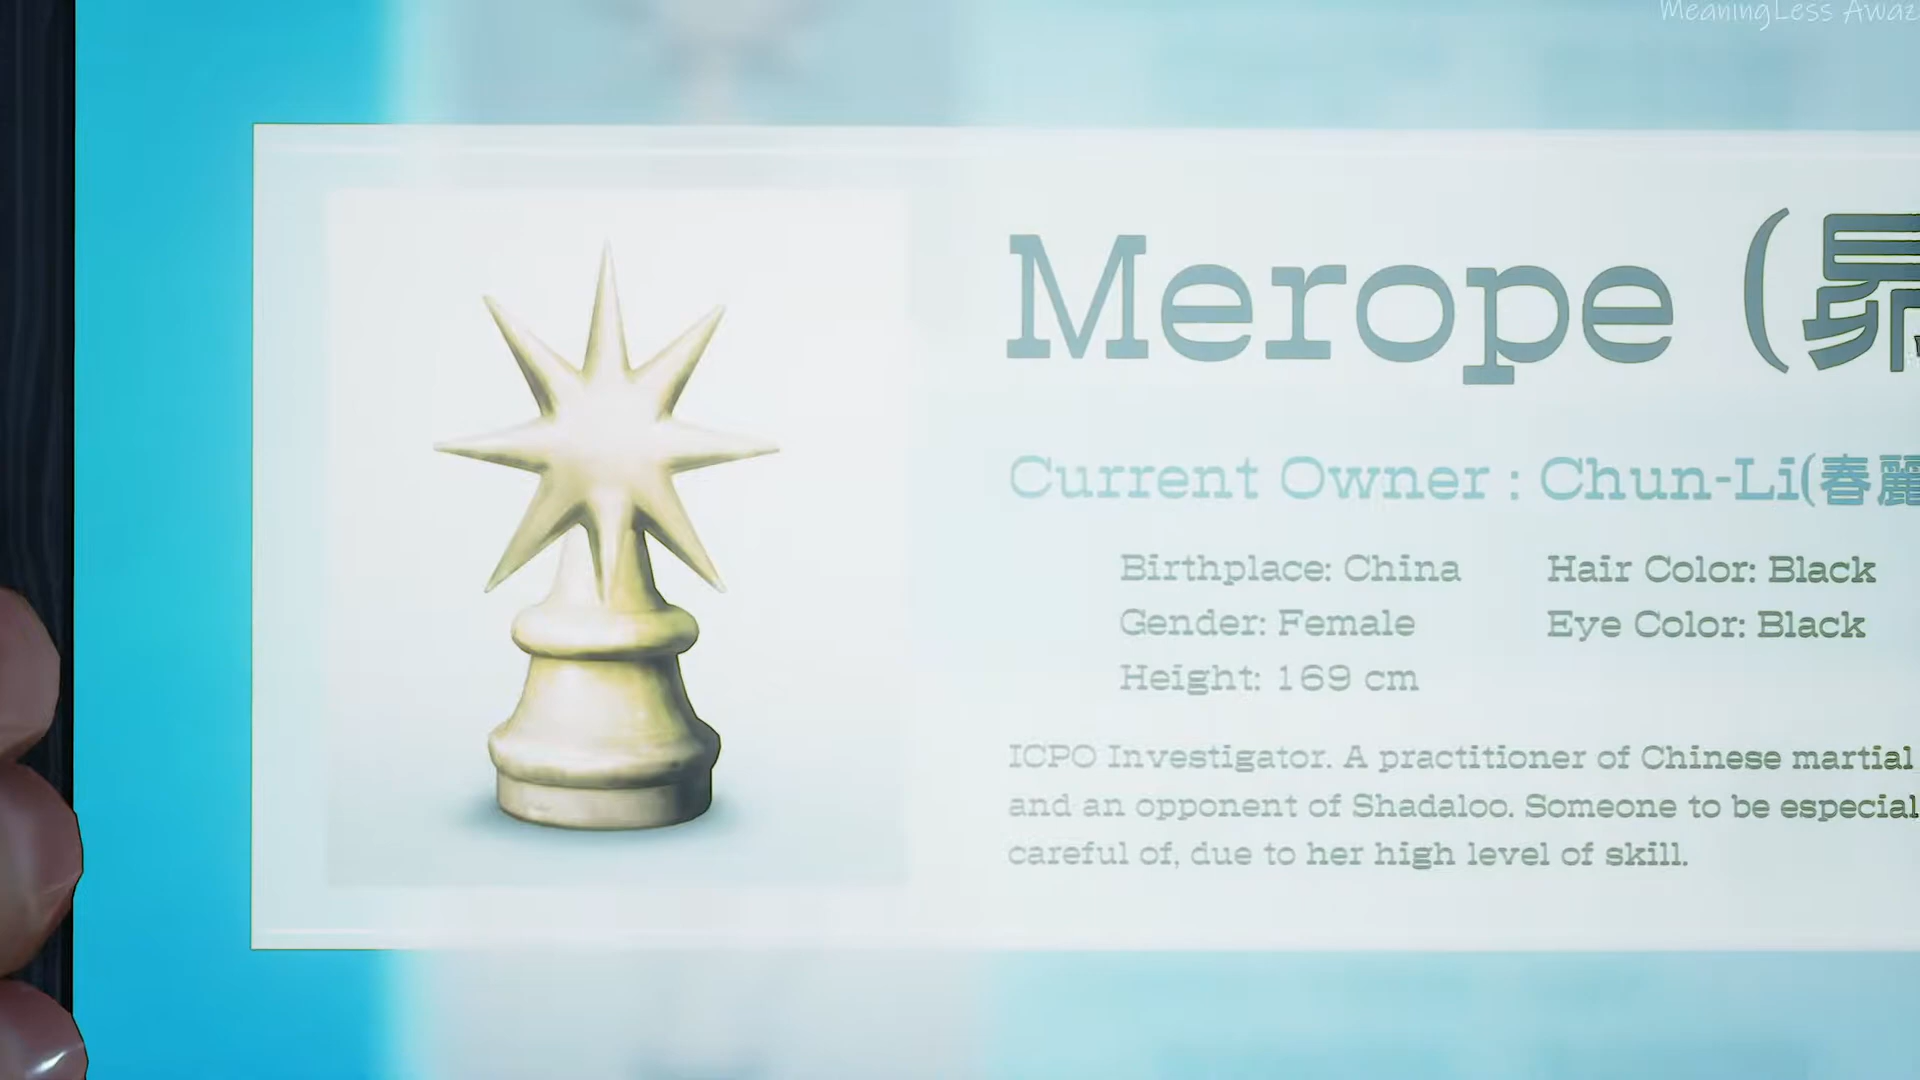 MeaningLess Awaz
Merope (昴
Current Owner : Chun-Li(春麗
Birthplace: China
Hair Color: Black
Gender: Female
Eye Color: Black
Height: 169 cm
ICPO Investigator. A practitioner of Chinese martial
and an opponent of Shadaloo. Someone to be especial
careful of, due to her high level of skill.